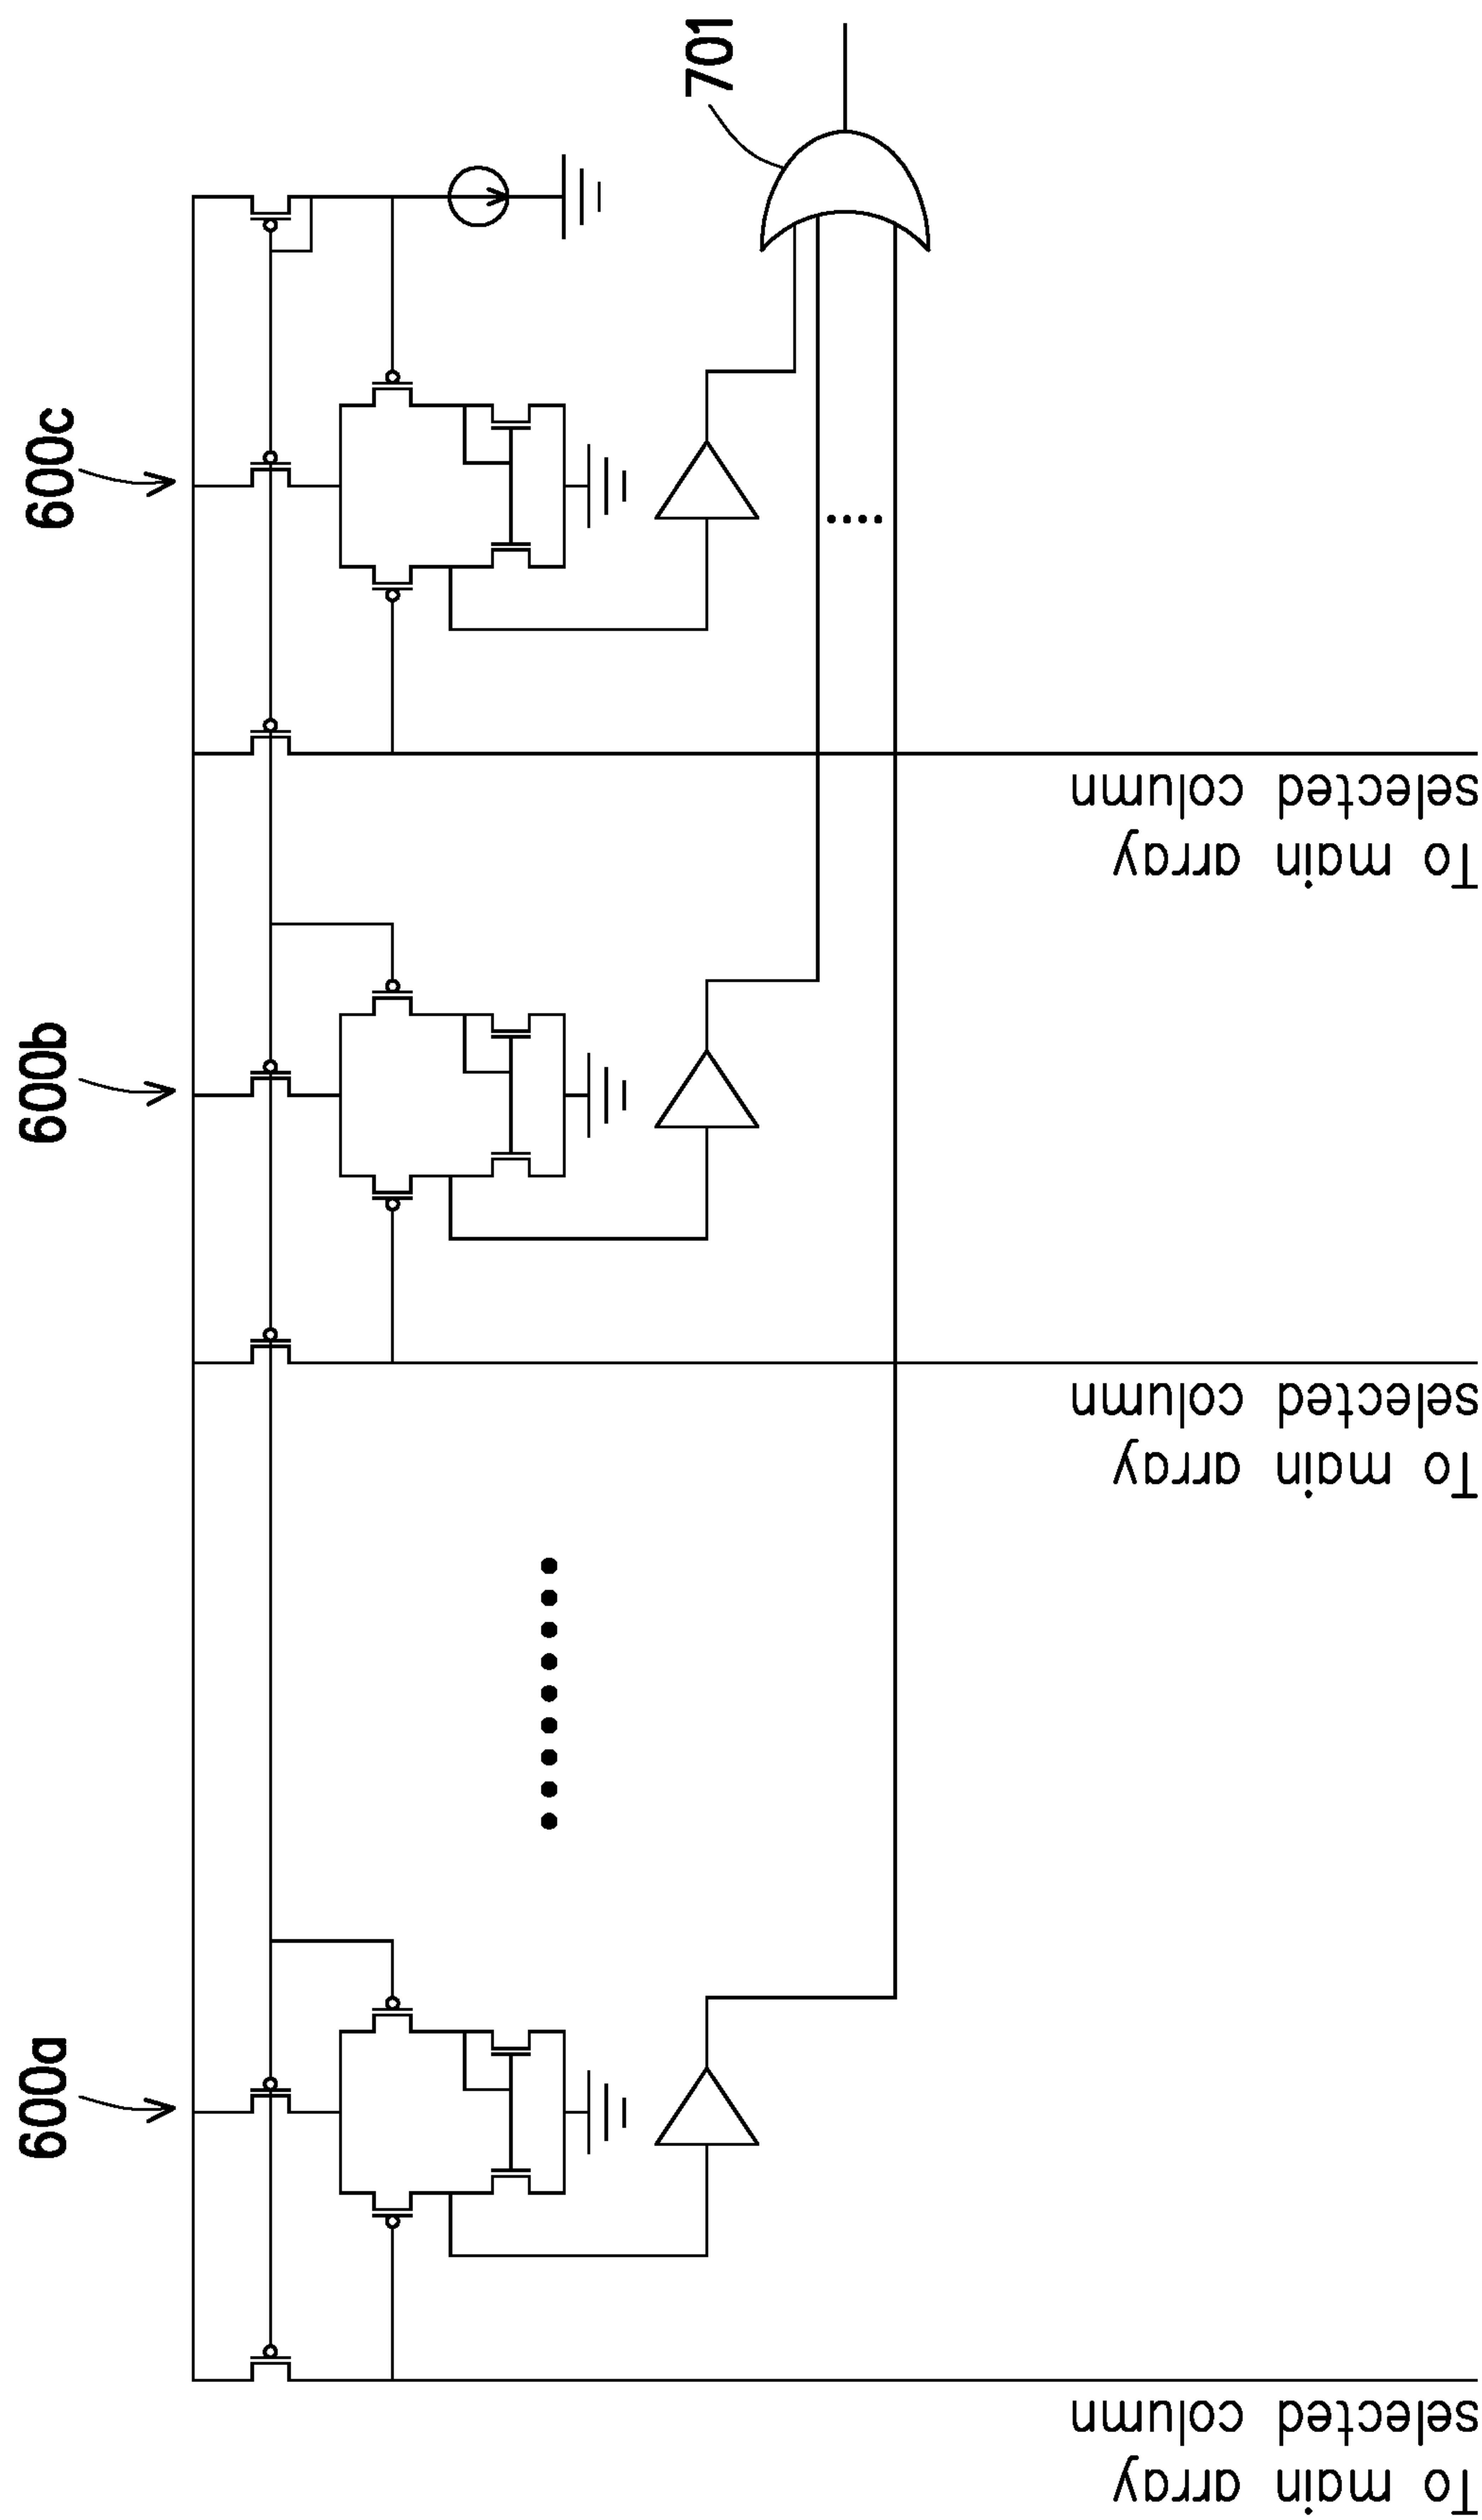 600a
600b
600c
701
To main array
selected column
To main array
selected column
To main array
selected column